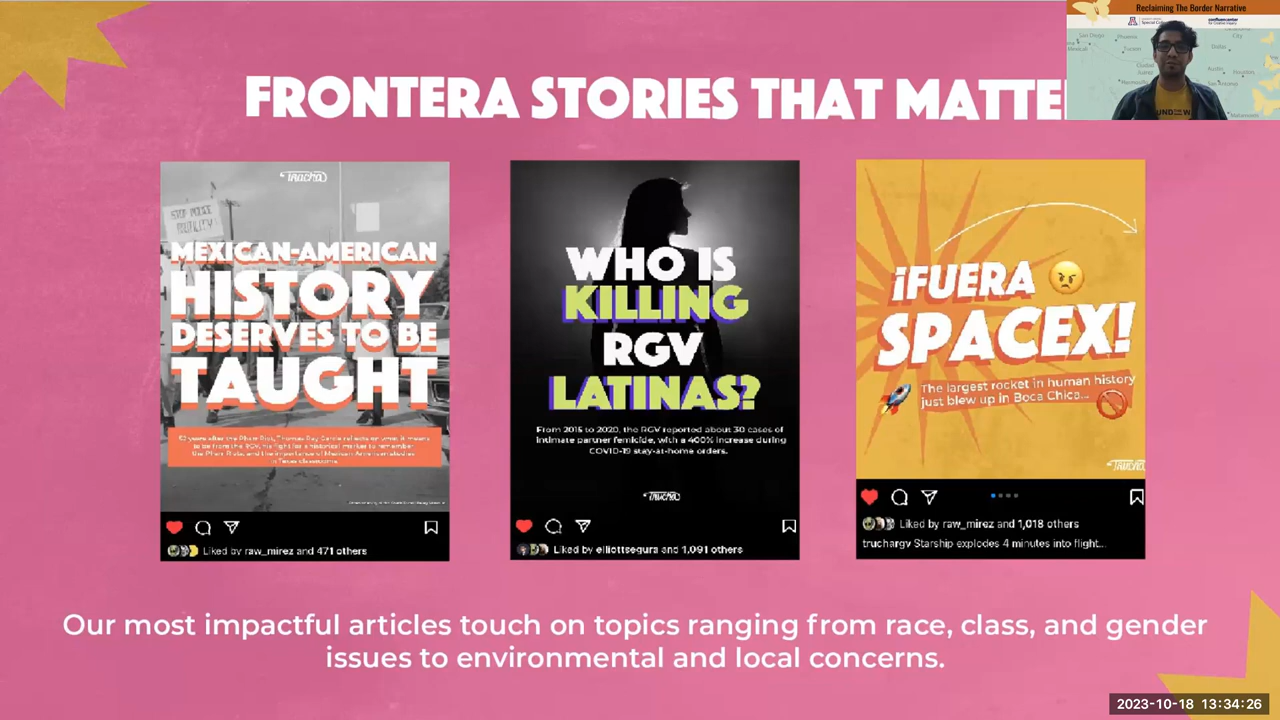 Reclaiming The Border Narrative
FRONTERA STORIES THAT MATTE
TRUCHA
STOP POLICE
MEXICAN-AMERICAN
HISTORY
DESERVES TO BE
TAUGHT
in Texas classrooms.
Liked by raw_mirez and 471 others
WHO IS
KILLING
RGV
LATINAS?
From 2015 to 2020, the RGV reported about 30 cases of
intimate partner femicide, with a 400% increase during
COVID-19 stay-at-home orders.
TRUCHA
Liked by elliottsegura and 1,091 others
¡FUERA
SPACEX!
The largest rocket in human history
just blew up in Boca Chica...
TRUCHA
Liked by raw_mirez and 1,018 others
truchargv Starship explodes 4 minutes into flight...
Our most impactful articles touch on topics ranging from race, class, and gender
issues to environmental and local concerns.
2023-10-18 13:34:26